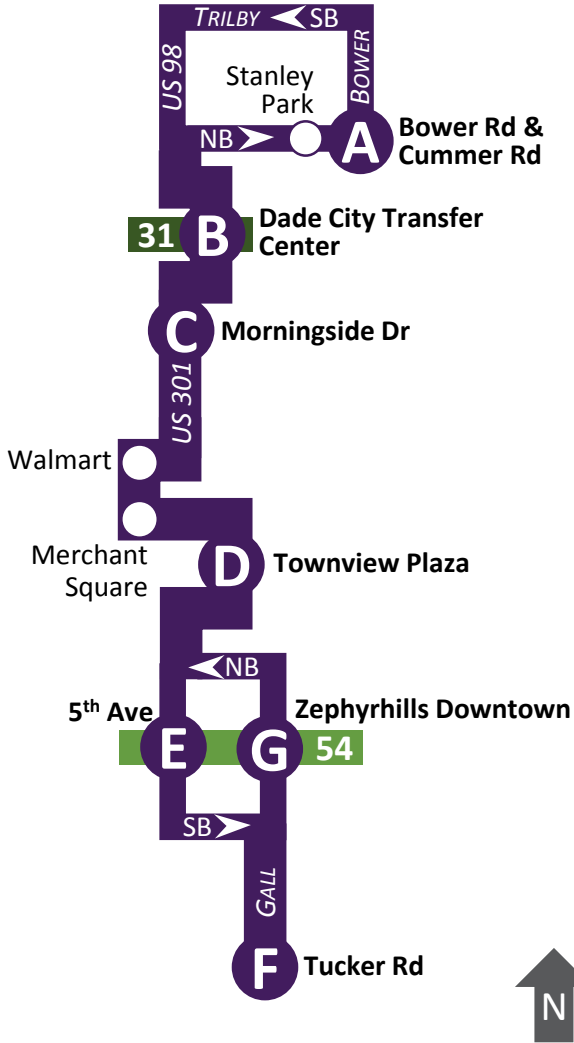 TRILBY
SB
US 98
BOWER
Stanley
Park
NB
A
Bower Rd &
Cummer Rd
31
B
Dade City Transfer
Center
C
Morningside Dr
US 301
Walmart
Merchant
Square
D
Townview Plaza
NB
5th Ave
Zephyrhills Downtown
E
G
54
SB
GALL
F
Tucker Rd
N